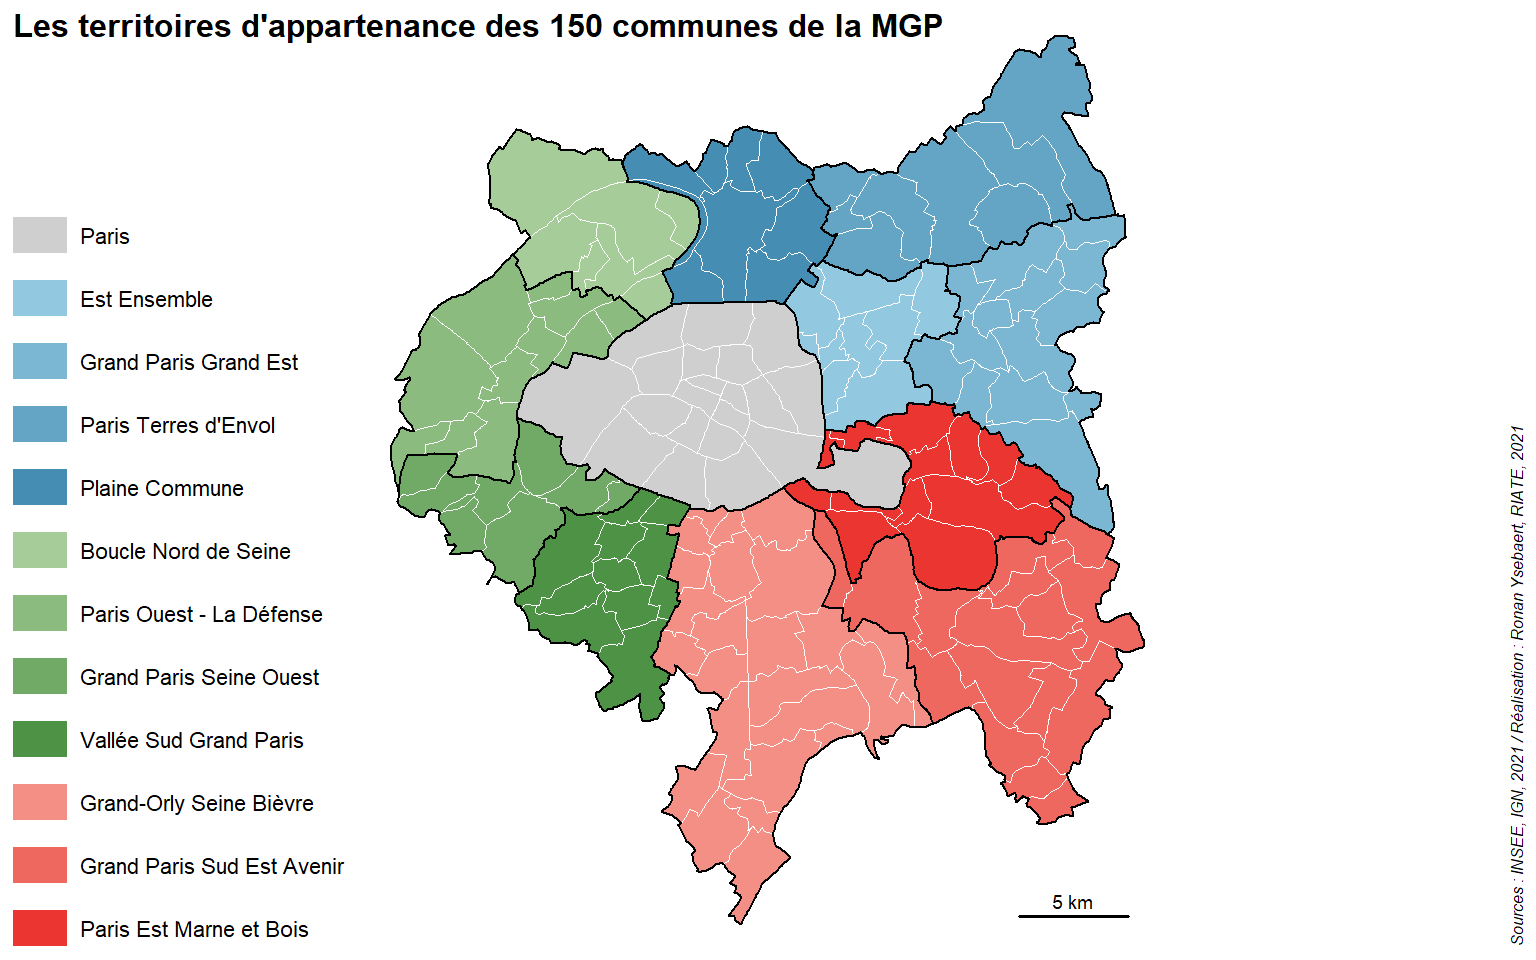 Les territoires d'appartenance des 150 communes de la MGP
Paris
Est Ensemble
Grand Paris Grand Est
Paris Terres d'Envol
Plaine Commune
Boucle Nord de Seine
Paris Ouest - La Défense
Grand Paris Seine Ouest
Vallée Sud Grand Paris
Grand-Orly Seine Bièvre
Grand Paris Sud Est Avenir
Paris Est Marne et Bois
5 km
Sources : INSEE, IGN, 2021 / Réalisation : Ronan Ysebaert, RIATE, 2021